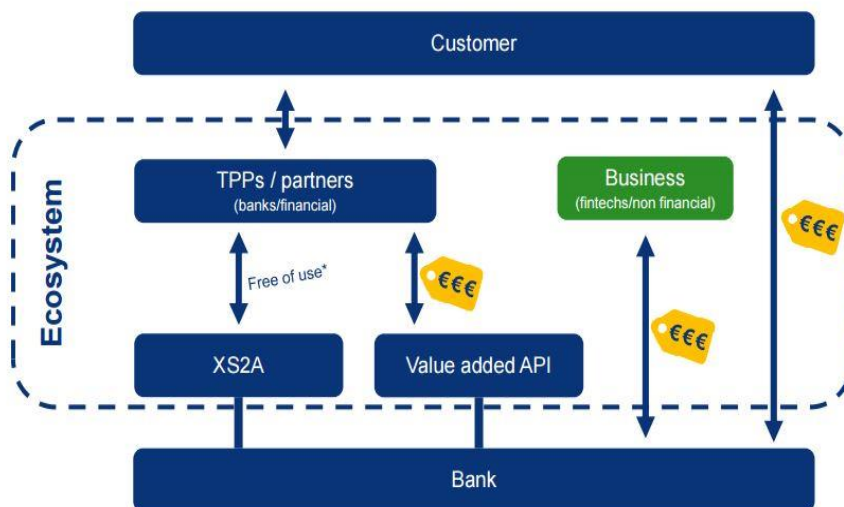 Customer
Ecosystem
TPPs / partners
(banks/financial)
Business
(fintechs/non financial)
€€€
Free of use*
€€€
€€€
XS2A
Value added API
Bank